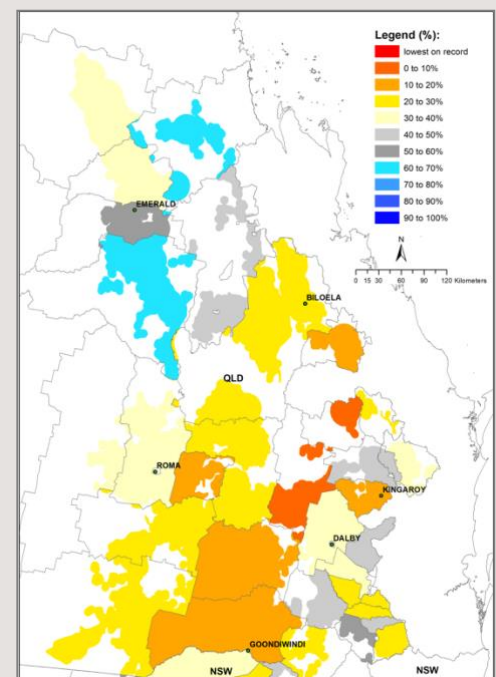 Legend (%):
lowest on record
0 to 10%
10 to 20%
20 to 30%
30 to 40%
40 to 50%
50 to 60%
60 to 70%
70 to 80%
80 to 90%
90 to 100%
N
0 15 30 60 90 120 Kilometers
EMERALD
BILOELA
QLD
ROMA
KINGAROY
DALBY
GOONDIWINDI
NSW
NSW